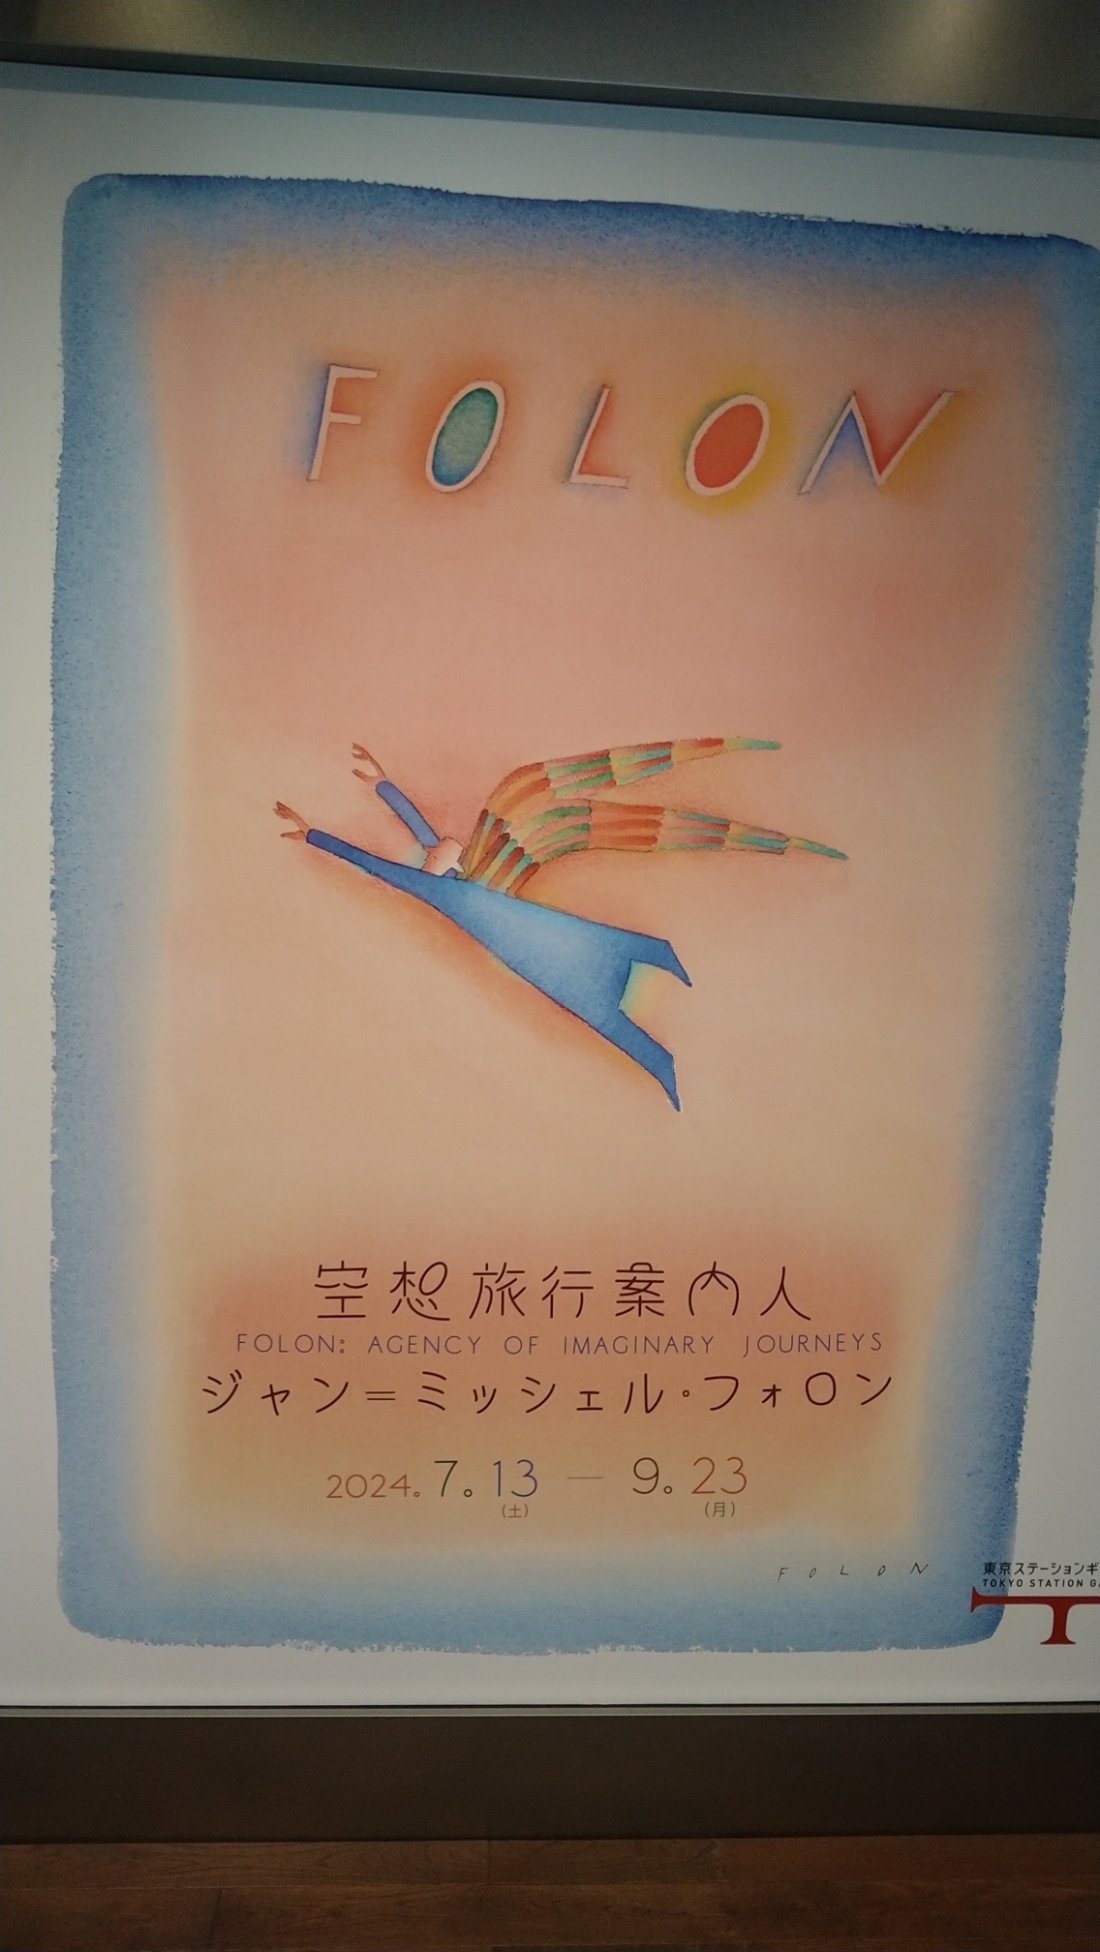 FOLON
空想旅行案内人
FOLON: AGENCY OF IMAGINARY JOURNEYS
ジャン=ミッシェル・フォロン
2024. 7. 13 — 9. 23
(土) (月)
FOLON
東京ステーションギ
TOKYO STATION G